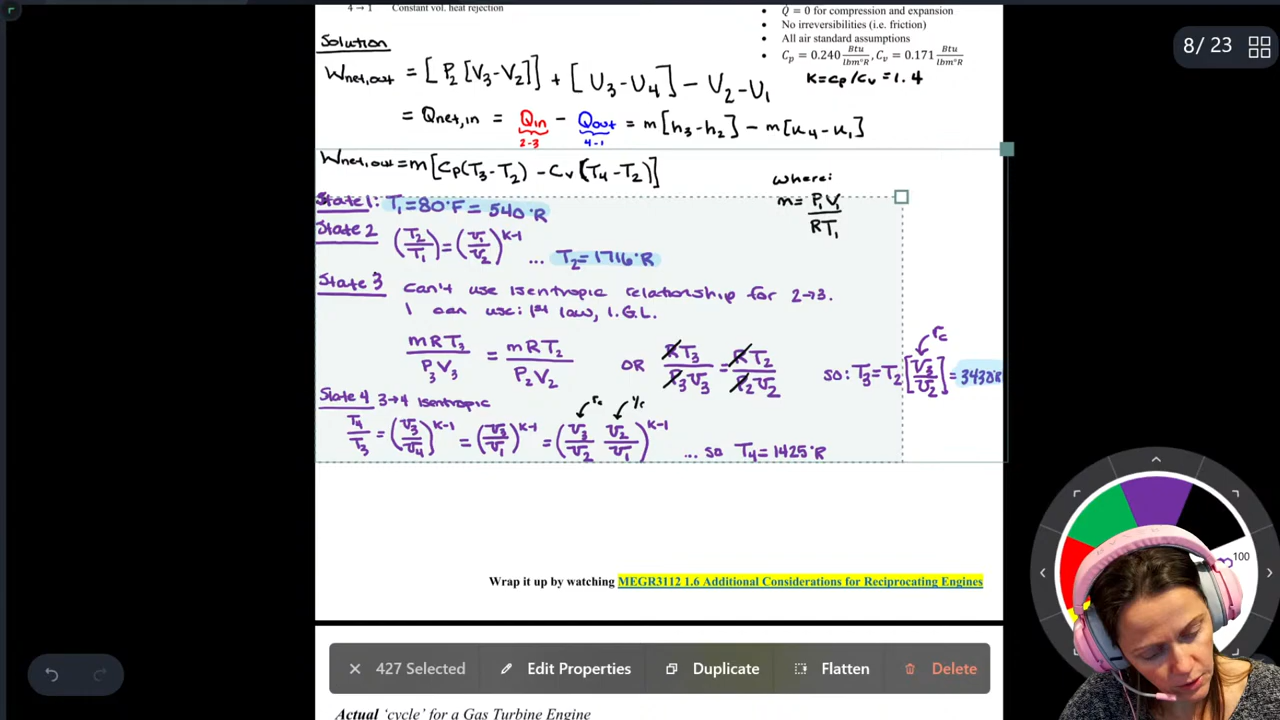 4 → 1 Constant vol. heat rejection
• Q̇ = 0 for compression and expansion
• No irreversibilities (i.e. friction)
• All air standard assumptions
• Cp = 0.240 Btu/lbm°R, Cv = 0.171 Btu/lbm°R
K=Cp/Cv=1.4
8 / 23
Solution
Wnet,out = [P2[V3-V2]] + [U3-U4] - U2-U1
= Qnet,in = Qin - Qout = m[h3-h2] - m[u4-u1]
2-3 4-1
Wnet,out=m[Cp(T3-T2) -Cv[T4-T2)]
where:
m= P1V1/RT1
State 1: T1=80°F= 540°R
State 2 (T2/T1)=(v1/v2)^K-1 ... T2=1716°R
State 3 Can't use isentropic relationship for 2→3.
I can use: 1st law, I.G.L.
mRT3/P3V3 = mRT2/P2V2 OR RT3/P3v3 = RT2/P2v2 so: T3=T2[v3/v2] = 3430°R
rc
State 4 3→4 isentropic
rc 1/r
T4/T3=(v3/v4)^K-1 =(v3/v1)^K-1 =(v3/v2 v2/v1)^K-1 ... so T4=1425°R
Wrap it up by watching MEGR3112 1.6 Additional Considerations for Reciprocating Engines
100
427 Selected Edit Properties Duplicate Flatten Delete
Actual 'cycle' for a Gas Turbine Engine